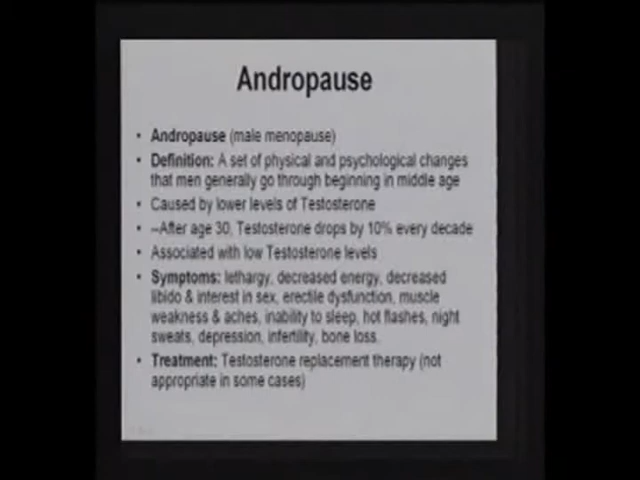 Andropause
• Andropause (male menopause)
• Definition: A set of physical and psychological changes
that men generally go through beginning in middle age
• Caused by lower levels of Testosterone
• –After age 30, Testosterone drops by 10% every decade
• Associated with low Testosterone levels
• Symptoms: lethargy, decreased energy, decreased
libido & interest in sex, erectile dysfunction, muscle
weakness & aches, inability to sleep, hot flashes, night
sweats, depression, infertility, bone loss.
• Treatment: Testosterone replacement therapy (not
appropriate in some cases)